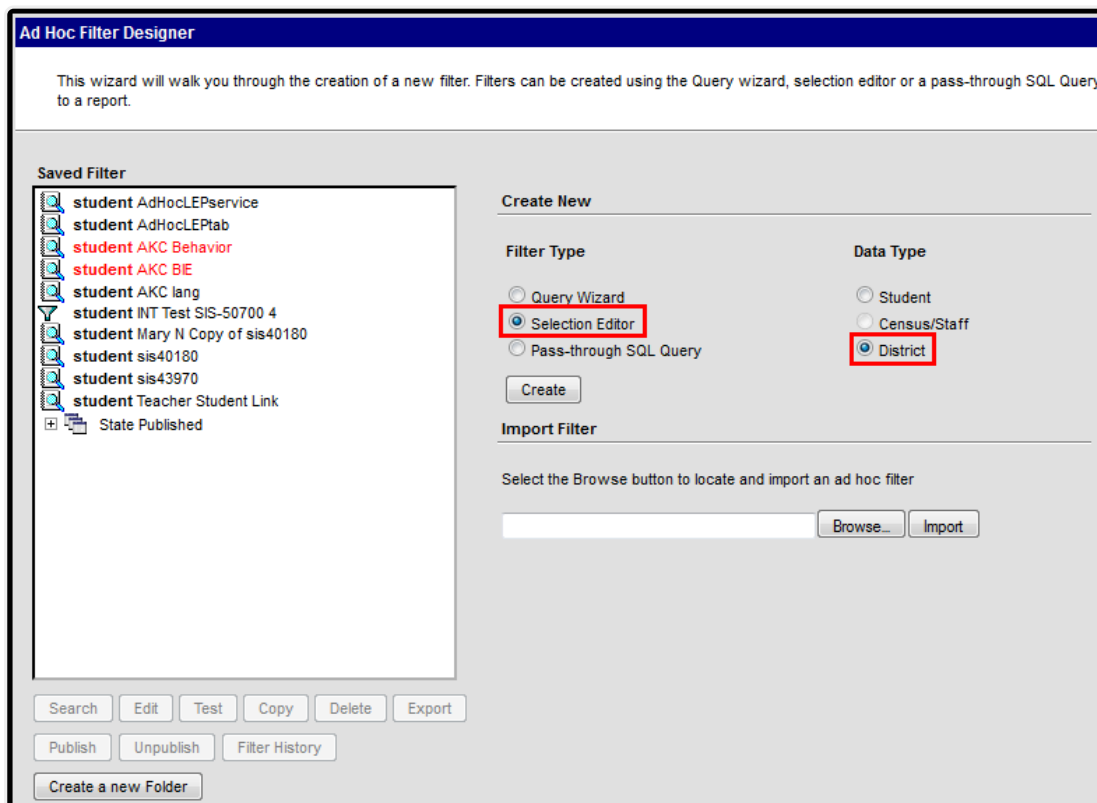 Ad Hoc Filter Designer
This wizard will walk you through the creation of a new filter. Filters can be created using the Query wizard, selection editor or a pass-through SQL Query
to a report.
Saved Filter
student AdHocLEPservice
student AdHocLEPtab
student AKC Behavior
student AKC BIE
student AKC lang
student INT Test SIS-50700 4
student Mary N Copy of sis40180
student sis40180
student sis43970
student Teacher Student Link
State Published
Search Edit Test Copy Delete Export
Publish Unpublish Filter History
Create a new Folder
Create New
Filter Type Data Type
Query Wizard Student
Selection Editor Census/Staff
Pass-through SQL Query District
Create
Import Filter
Select the Browse button to locate and import an ad hoc filter
Browse... Import